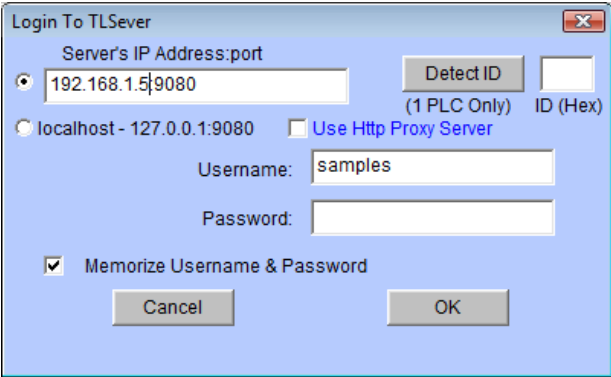 Login To TLSever
Server's IP Address:port
192.168.1.5:9080
Detect ID
(1 PLC Only)
ID (Hex)
localhost - 127.0.0.1:9080
Use Http Proxy Server
Username:
samples
Password:
Memorize Username & Password
Cancel
OK